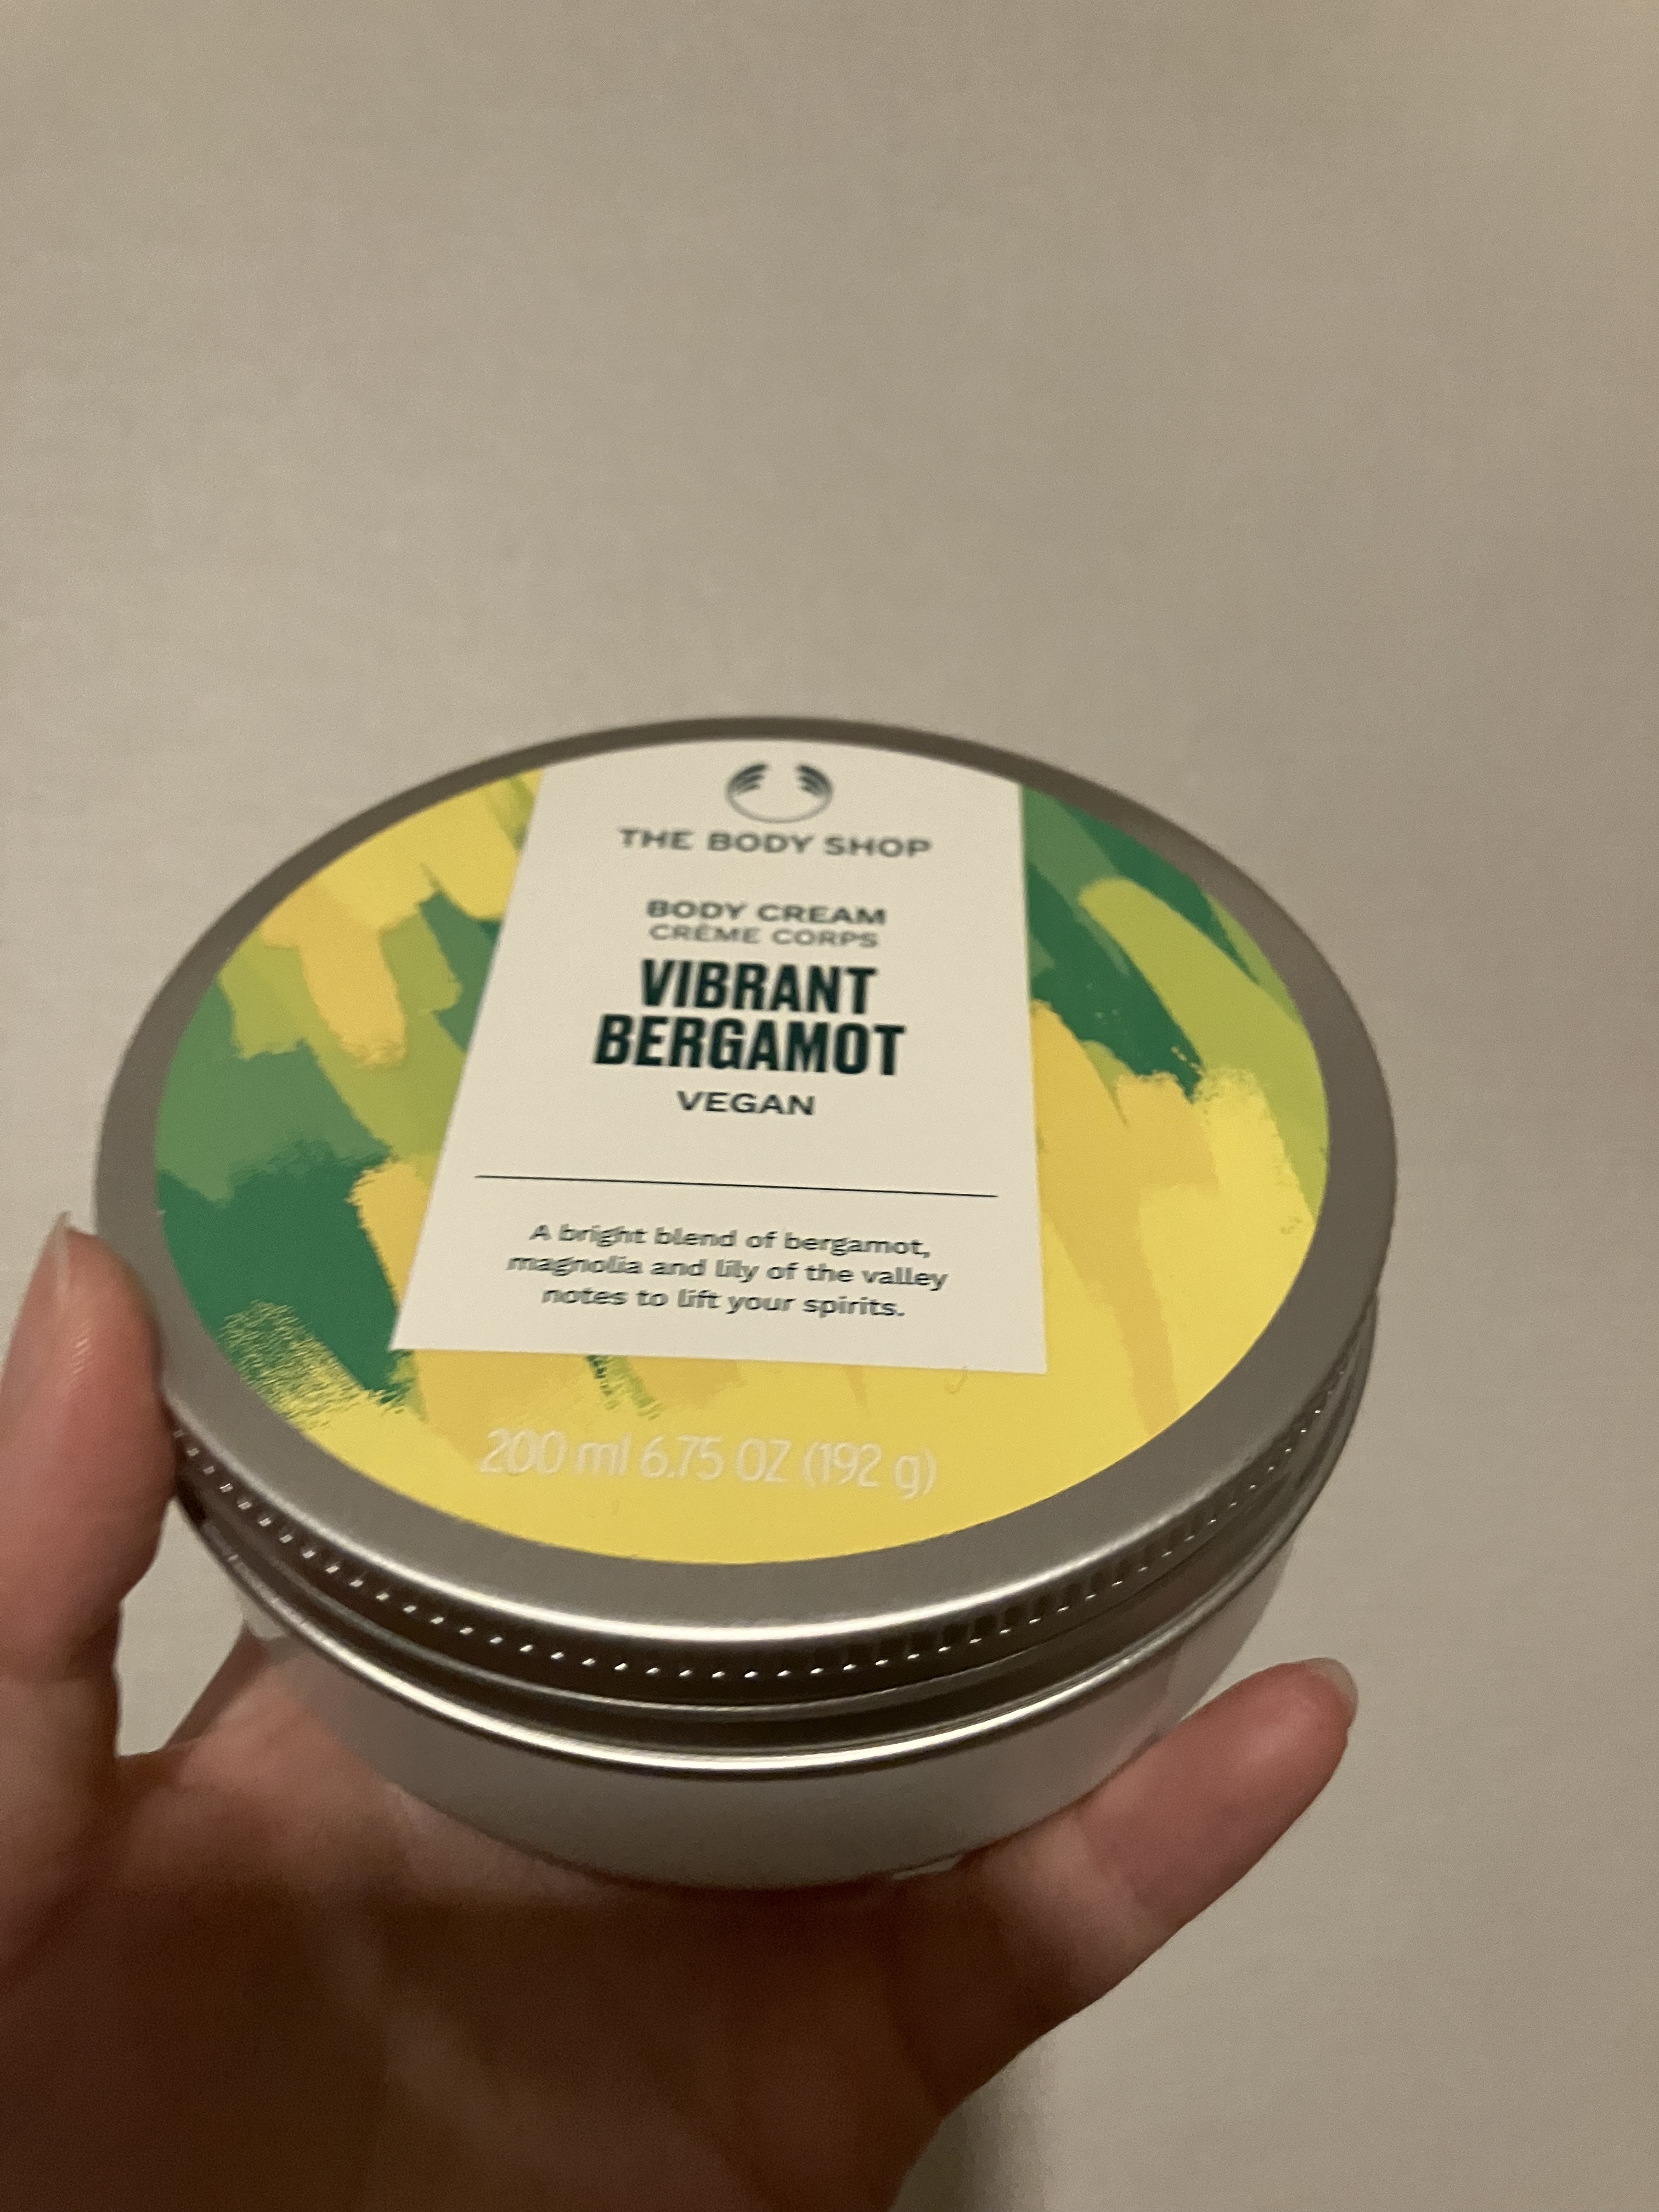 THE BODY SHOP
BODY CREAM
CRÈME CORPS
VIBRANT
BERGAMOT
VEGAN
A bright blend of bergamot,
magnolia and lily of the valley
notes to lift your spirits.
200 ml 6.75 OZ (192 g)